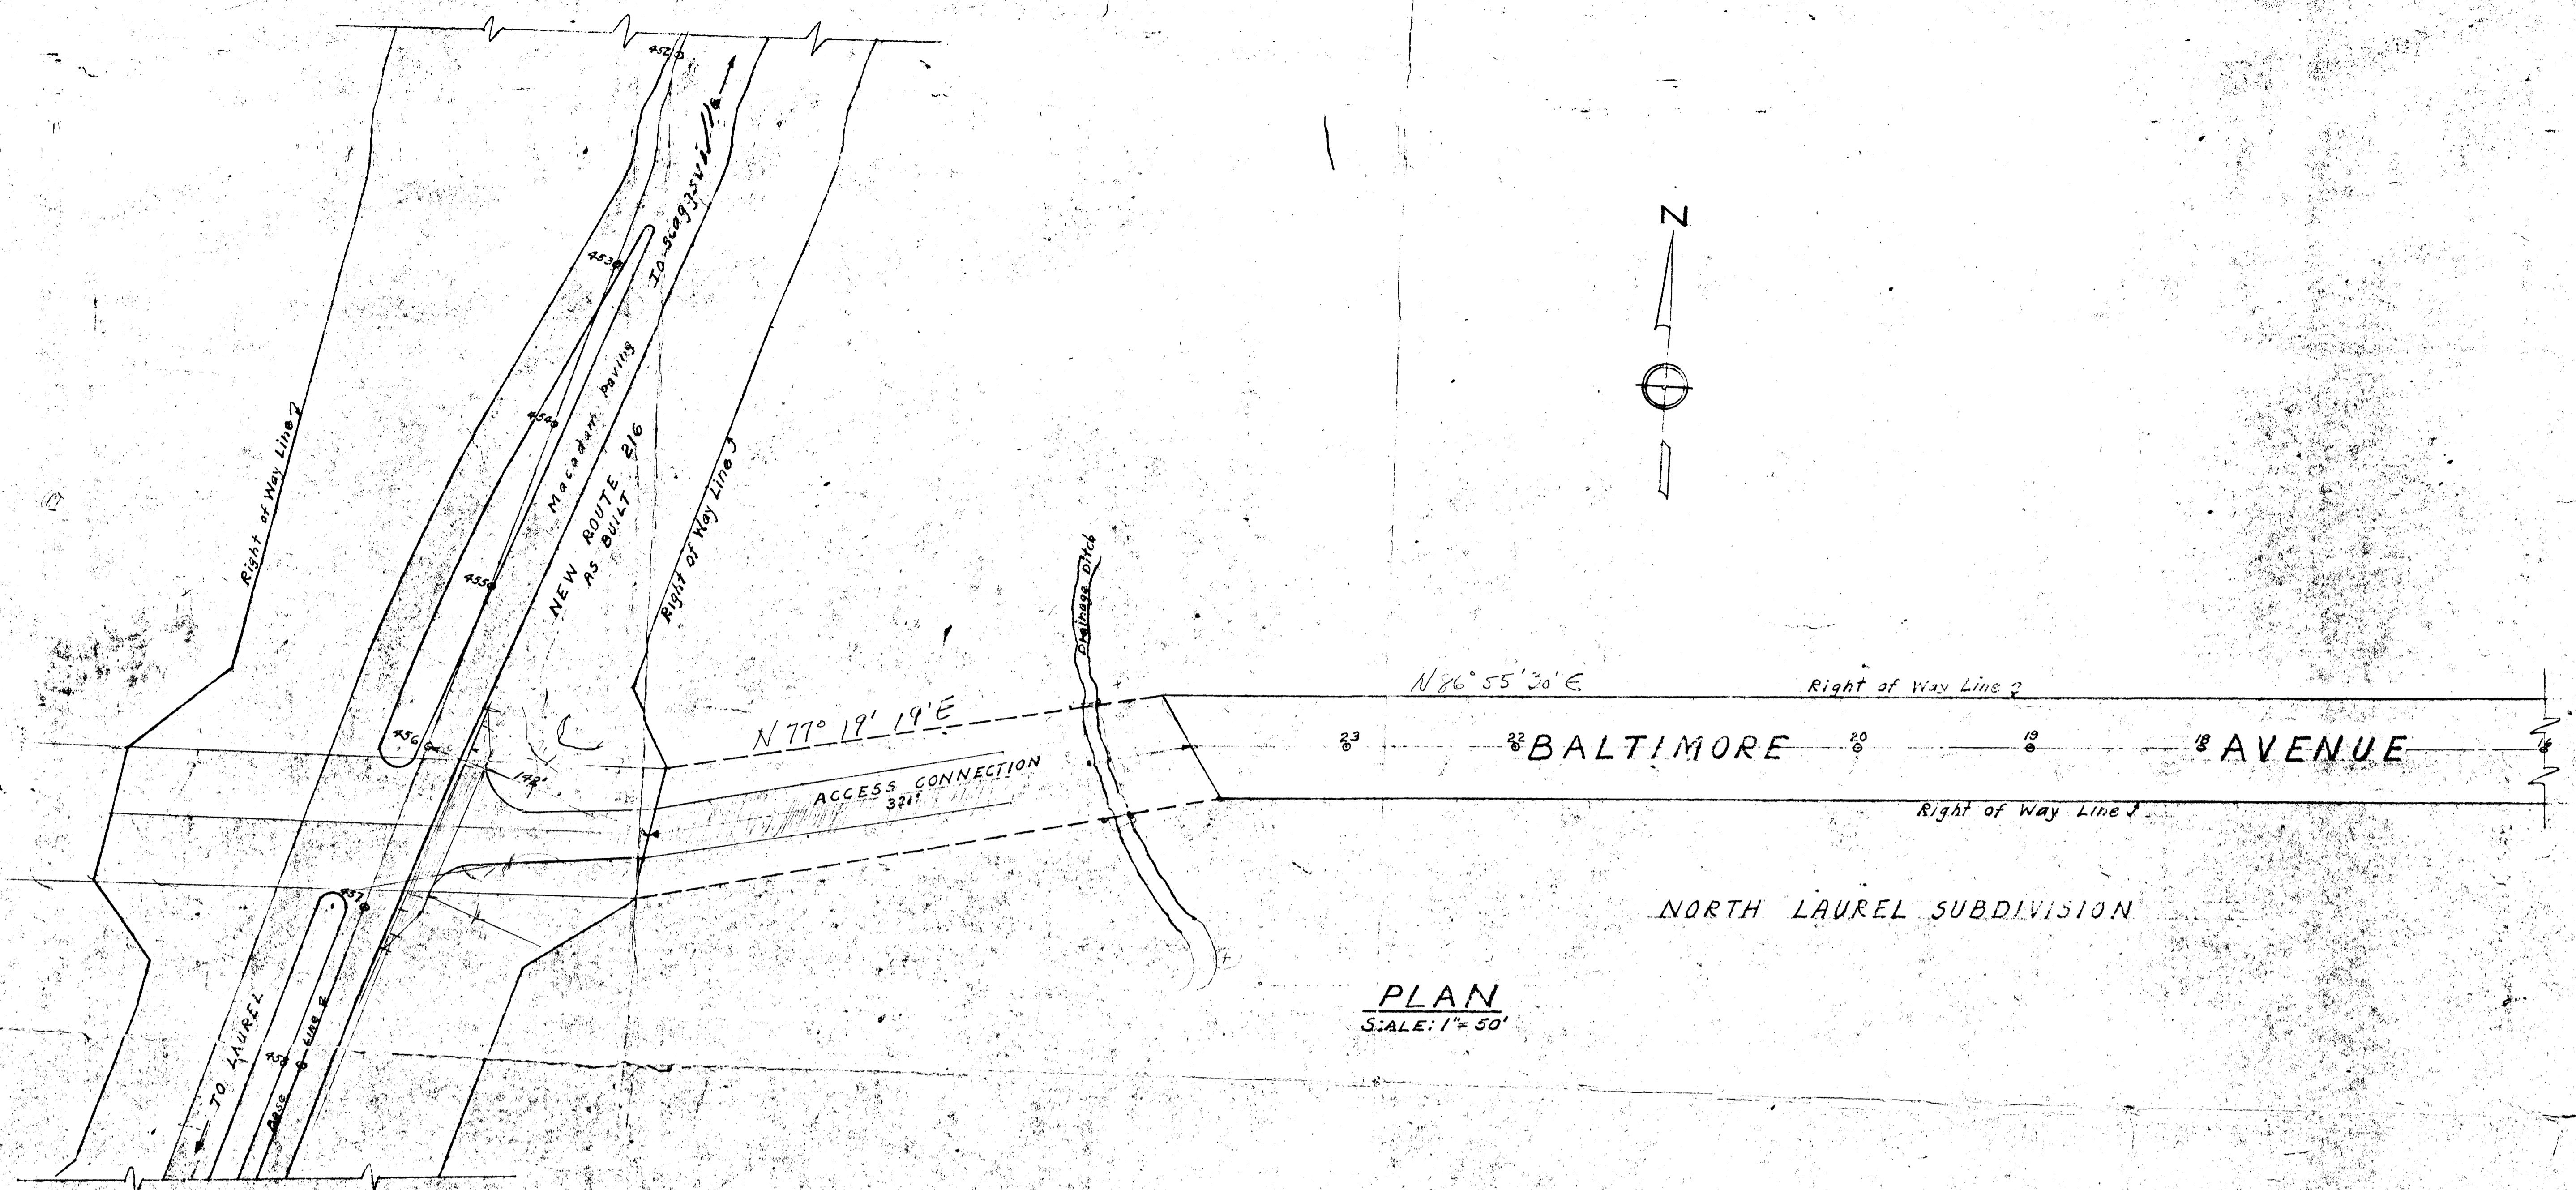 452
To Scaggsville
N
453
Macadam Paving
454
Right of Way Line
NEW ROUTE 216
AS BUILT
Right of Way Line
455
Drainage Ditch
N 86° 55' 30' E
Right of Way Line
N 77° 19' 19' E
456
23
22
BALTIMORE
20
19
18
AVENUE
16
142'
ACCESS CONNECTION
321'
Right of Way Line
457
NORTH LAUREL SUBDIVISION
PLAN
SCALE: 1"= 50'
TO LAUREL
Base Line
458